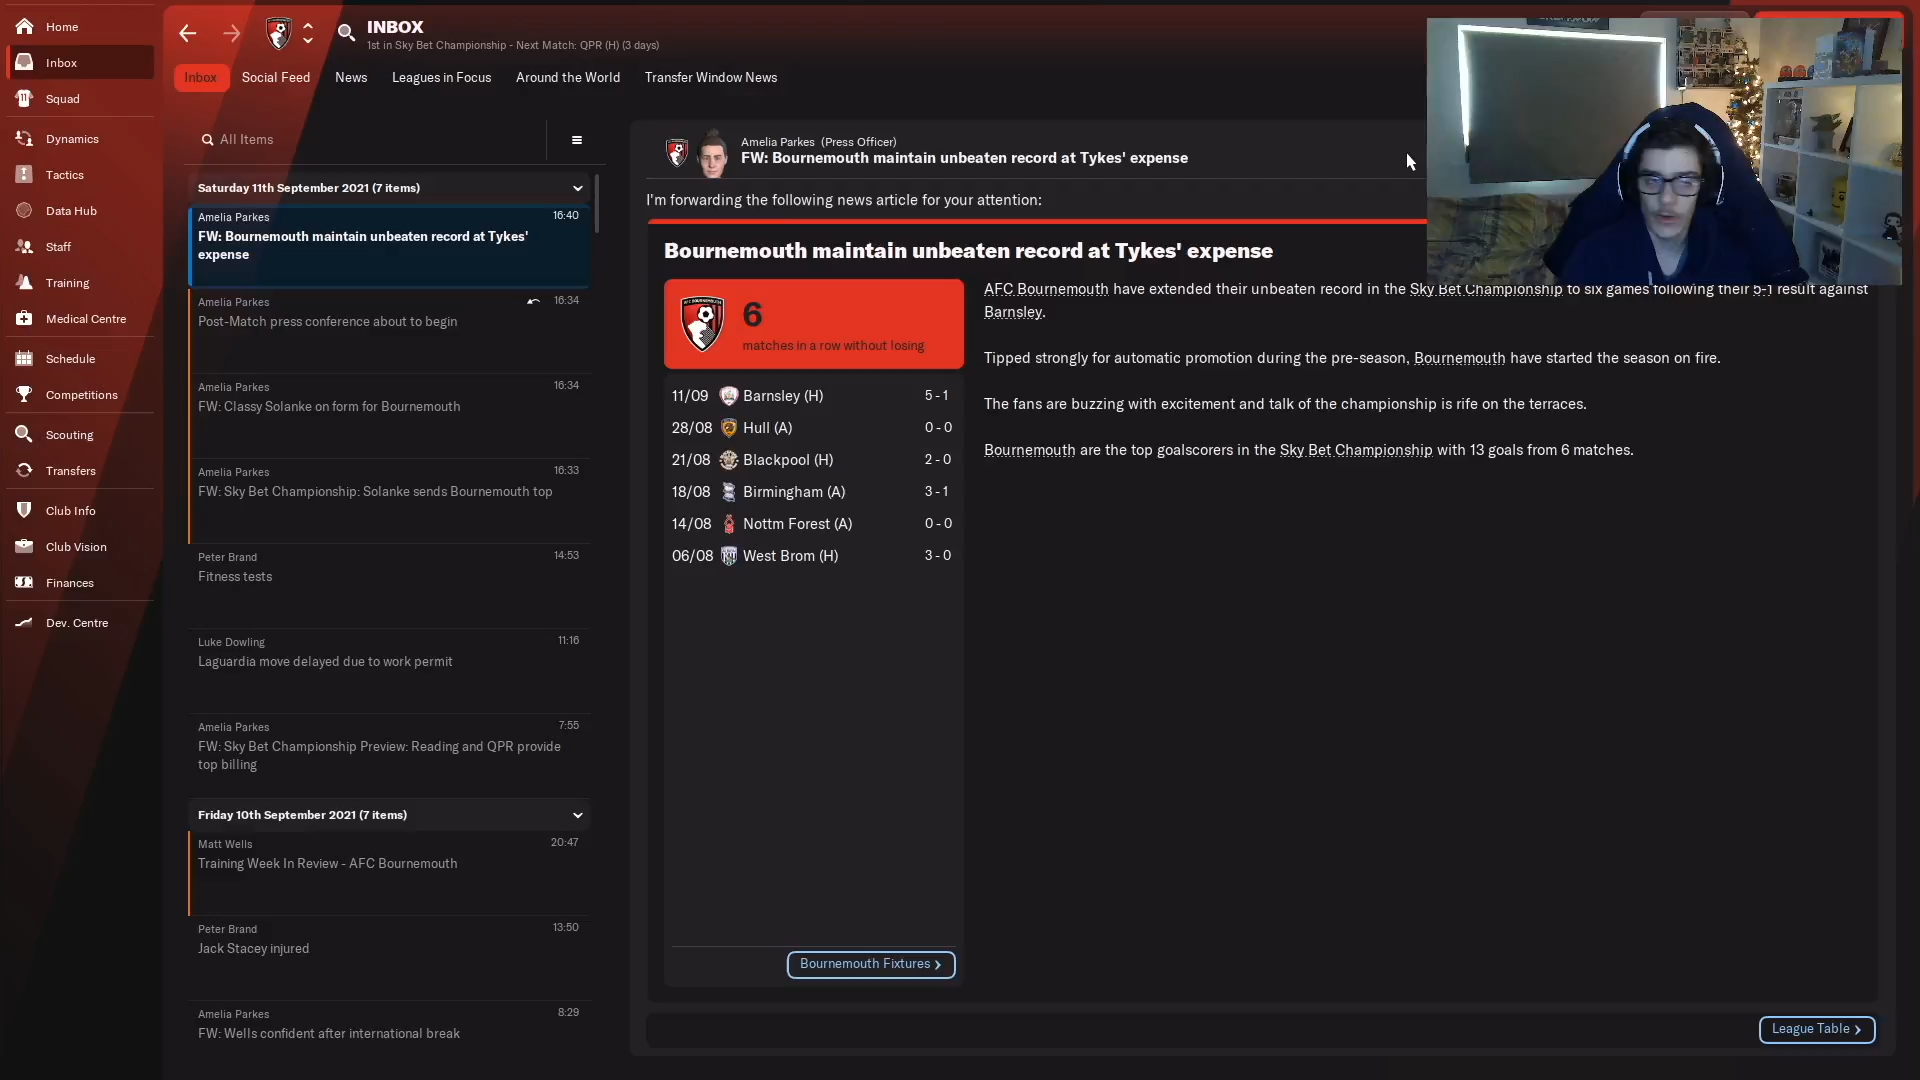 Home
Inbox
Squad
Dynamics
Tactics
Data Hub
Staff
Training
Medical Centre
Schedule
Competitions
Scouting
Transfers
Club Info
Club Vision
Finances
Dev. Centre
INBOX
1st in Sky Bet Championship - Next Match: QPR (H) (3 days)
Inbox Social Feed News Leagues in Focus Around the World Transfer Window News
All Items
Saturday 11th September 2021 (7 items)
Amelia Parkes 16:40
FW: Bournemouth maintain unbeaten record at Tykes'
expense
Amelia Parkes 16:34
Post-Match press conference about to begin
Amelia Parkes 16:34
FW: Classy Solanke on form for Bournemouth
Amelia Parkes 16:33
FW: Sky Bet Championship: Solanke sends Bournemouth top
Peter Brand 14:53
Fitness tests
Luke Dowling 11:16
Laguardia move delayed due to work permit
Amelia Parkes 7:55
FW: Sky Bet Championship Preview: Reading and QPR provide
top billing
Friday 10th September 2021 (7 items)
Matt Wells 20:47
Training Week In Review - AFC Bournemouth
Peter Brand 13:50
Jack Stacey injured
Amelia Parkes 8:29
FW: Wells confident after international break
Amelia Parkes (Press Officer)
FW: Bournemouth maintain unbeaten record at Tykes' expense
I'm forwarding the following news article for your attention:
Bournemouth maintain unbeaten record at Tykes' expense
6
matches in a row without losing
11/09 Barnsley (H) 5 - 1
28/08 Hull (A) 0 - 0
21/08 Blackpool (H) 2 - 0
18/08 Birmingham (A) 3 - 1
14/08 Nottm Forest (A) 0 - 0
06/08 West Brom (H) 3 - 0
Bournemouth Fixtures >
AFC Bournemouth have extended their unbeaten record in the Sky Bet Championship to six games following their 5-1 result against
Barnsley.
Tipped strongly for automatic promotion during the pre-season, Bournemouth have started the season on fire.
The fans are buzzing with excitement and talk of the championship is rife on the terraces.
Bournemouth are the top goalscorers in the Sky Bet Championship with 13 goals from 6 matches.
League Table >